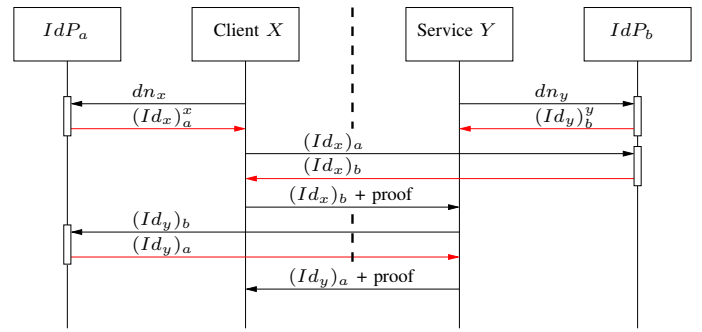 IdP_a Client X Service Y IdP_b
dn_x dn_y
(Id_x)_a^x (Id_y)_b^y
(Id_x)_a
(Id_x)_b
(Id_x)_b + proof
(Id_y)_b
(Id_y)_a
(Id_y)_a + proof